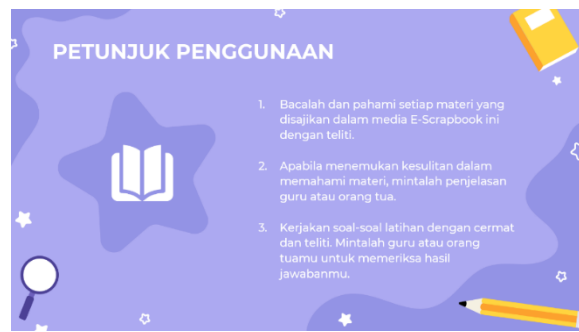 PETUNJUK PENGGUNAAN
1. Bacalah dan pahami setiap materi yang
disajikan dalam media E-Scrapbook ini
dengan teliti.
2. Apabila menemukan kesulitan dalam
memahami materi, mintalah penjelasan
guru atau orang tua.
3. Kerjakan soal-soal latihan dengan cermat
dan teliti. Mintalah guru atau orang
tuamu untuk memeriksa hasil
jawabanmu.